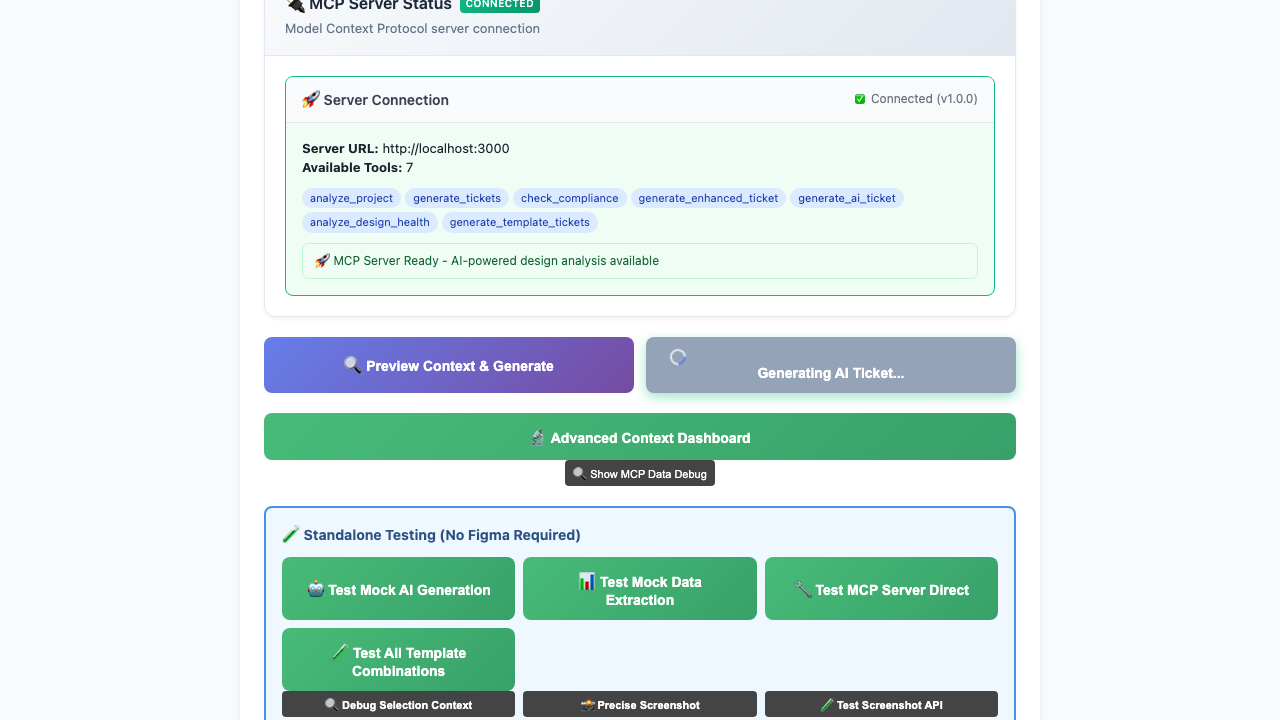 MCP Server Status CONNECTED
Model Context Protocol server connection
Server Connection
Connected (v1.0.0)
Server URL: http://localhost:3000
Available Tools: 7
analyze_project generate_tickets check_compliance generate_enhanced_ticket generate_ai_ticket
analyze_design_health generate_template_tickets
MCP Server Ready - AI-powered design analysis available
Preview Context & Generate
Generating AI Ticket...
Advanced Context Dashboard
Show MCP Data Debug
Standalone Testing (No Figma Required)
Test Mock AI Generation
Test Mock Data
Extraction
Test MCP Server Direct
Test All Template
Combinations
Debug Selection Context
Precise Screenshot
Test Screenshot API